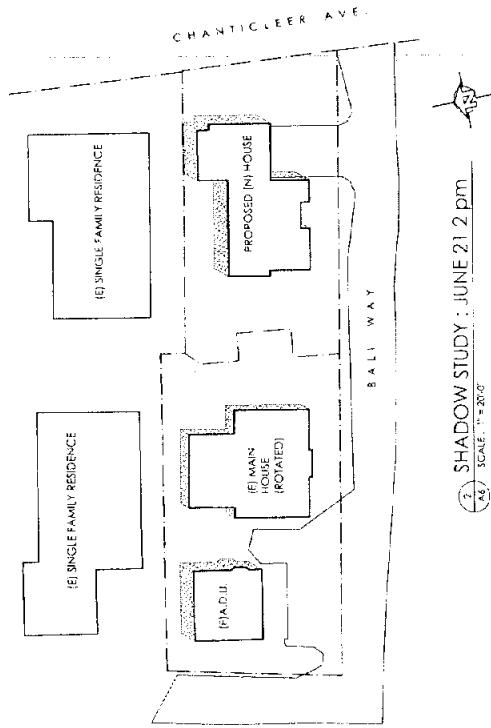 CHANTICLEER AVE.
(E) SINGLE FAMILY RESIDENCE
PROPOSED (N) HOUSE
BALI WAY
(E) SINGLE FAMILY RESIDENCE
(E) MAIN
HOUSE
(ROTATED)
(E) A.D.U.
N
2
A6
SHADOW STUDY : JUNE 21 2 pm
SCALE: 1" = 20'-0"